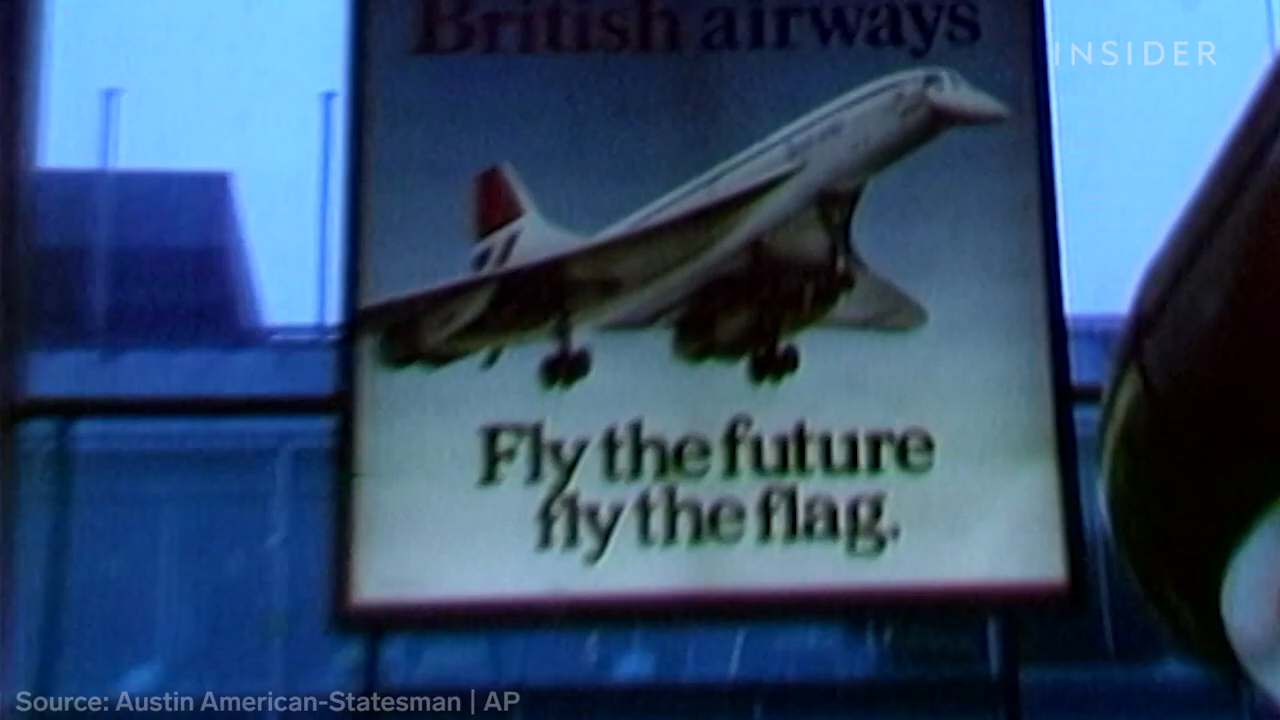 British airways
INSIDER
Fly the future
fly the flag.
Source: Austin American-Statesman | AP